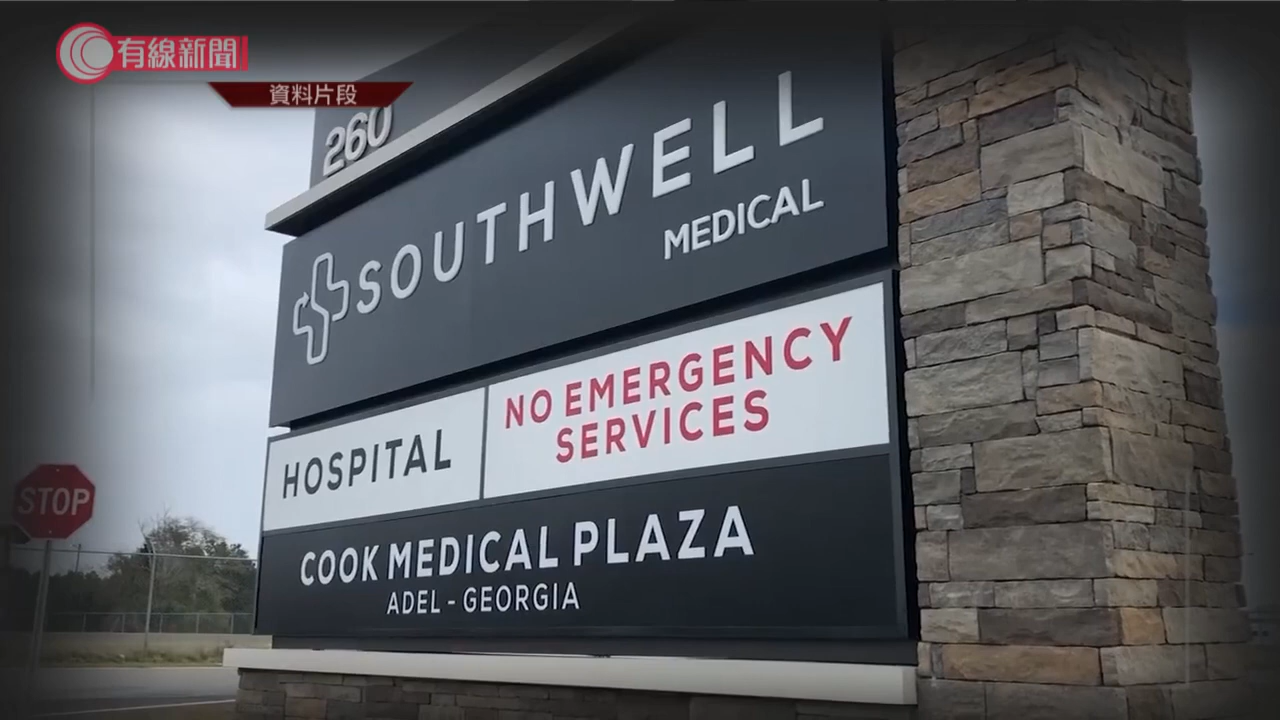 有線新聞
資料片段
260
SOUTHWELL
MEDICAL
HOSPITAL
NO EMERGENCY
SERVICES
COOK MEDICAL PLAZA
ADEL - GEORGIA
STOP